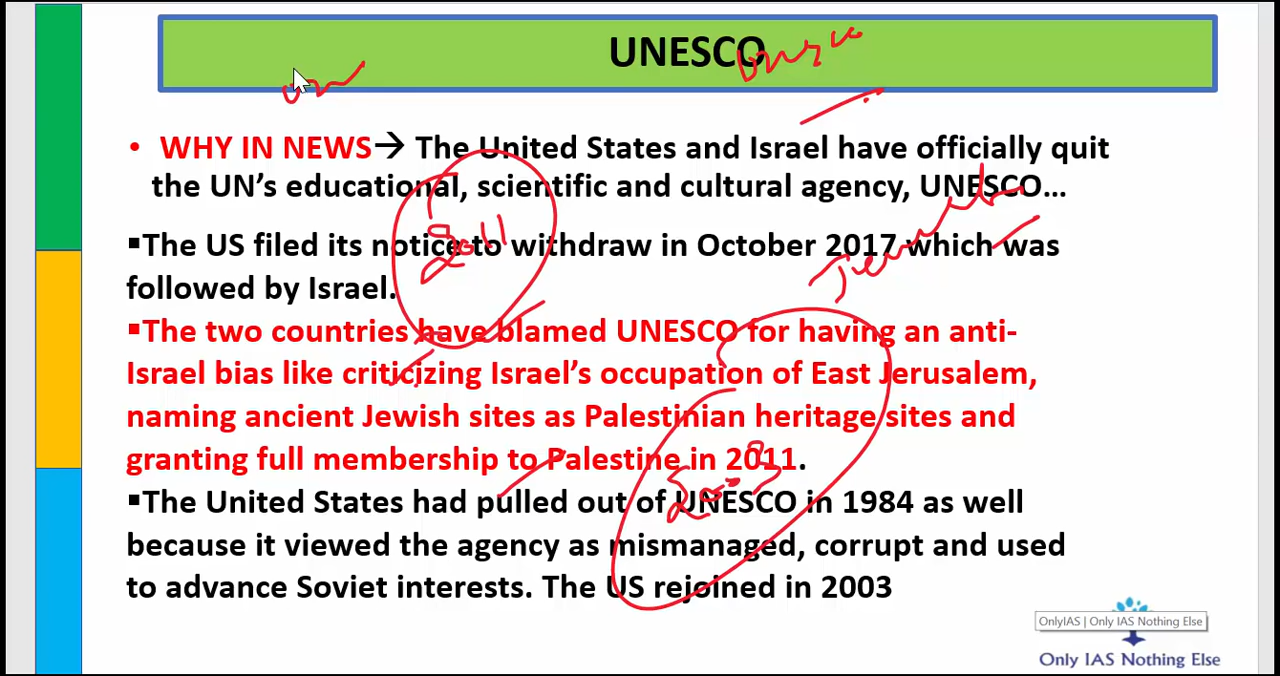 UNESCO
unesco
un
• WHY IN NEWS→ The United States and Israel have officially quit
the UN’s educational, scientific and cultural agency, UNESCO…
2011
▪The US filed its notice to withdraw in October 2017 which was
followed by Israel.
▪The two countries have blamed UNESCO for having an anti-
Israel bias like criticizing Israel’s occupation of East Jerusalem,
naming ancient Jewish sites as Palestinian heritage sites and
granting full membership to Palestine in 2011.
2003
▪The United States had pulled out of UNESCO in 1984 as well
because it viewed the agency as mismanaged, corrupt and used
to advance Soviet interests. The US rejoined in 2003
OnlyIAS | Only IAS Nothing Else
Only IAS Nothing Else